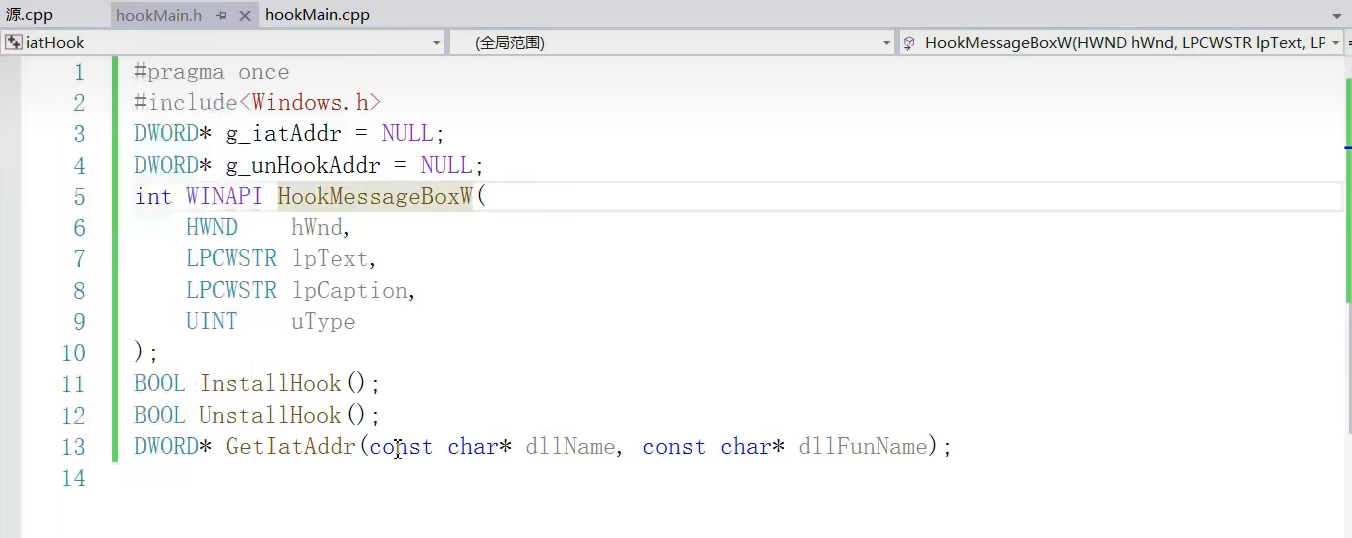 源.cpp hookMain.h hookMain.cpp
iatHook (全局范围) HookMessageBoxW(HWND hWnd, LPCWSTR lpText, LP
1 #pragma once
2 #include<Windows.h>
3 DWORD* g_iatAddr = NULL;
4 DWORD* g_unHookAddr = NULL;
5 int WINAPI HookMessageBoxW(
6 HWND hWnd,
7 LPCWSTR lpText,
8 LPCWSTR lpCaption,
9 UINT uType
10 );
11 BOOL InstallHook();
12 BOOL UnstallHook();
13 DWORD* GetIatAddr(const char* dllName, const char* dllFunName);
14